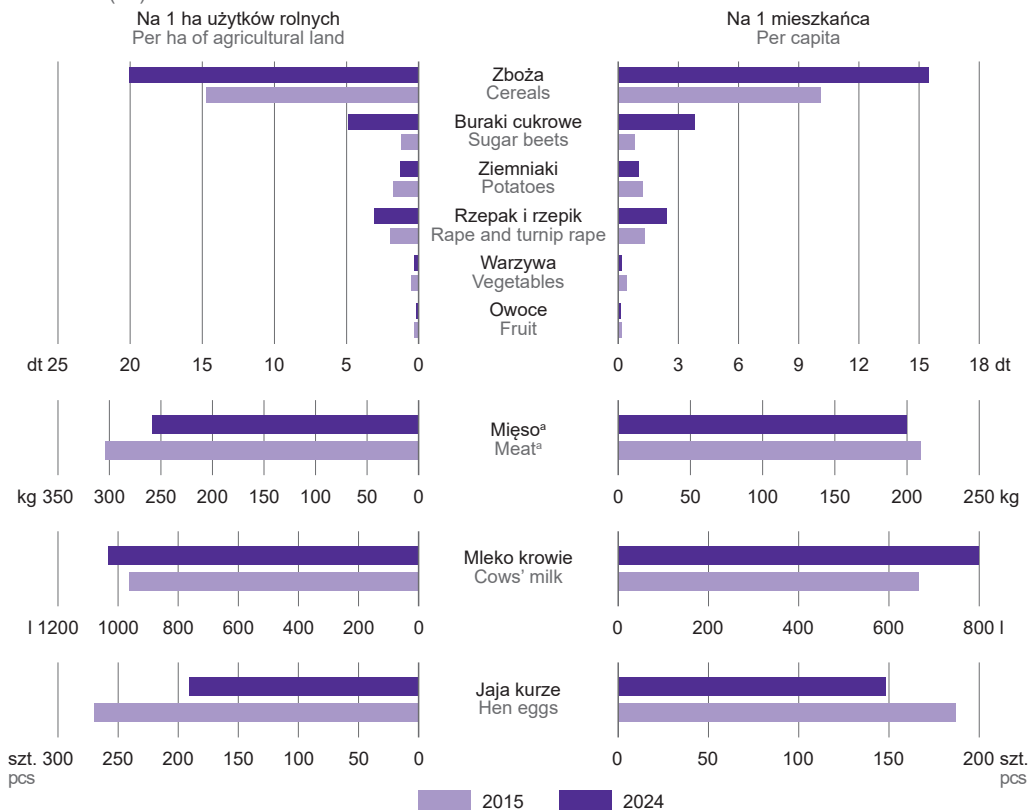 Na 1 ha użytków rolnych
Per ha of agricultural land
Na 1 mieszkańca
Per capita
Zboża
Cereals
Buraki cukrowe
Sugar beets
Ziemniaki
Potatoes
Rzepak i rzepik
Rape and turnip rape
Warzywa
Vegetables
Owoce
Fruit
dt 25 20 15 10 5 0
0 3 6 9 12 15 18 dt
Mięsoᵃ
Meatᵃ
kg 350 300 250 200 150 100 50 0
0 50 100 150 200 250 kg
Mleko krowie
Cows' milk
l 1200 1000 800 600 400 200 0
0 200 400 600 800 l
Jaja kurze
Hen eggs
szt. 300 250 200 150 100 50 0
pcs
0 50 100 150 200 szt.
pcs
2015 2024